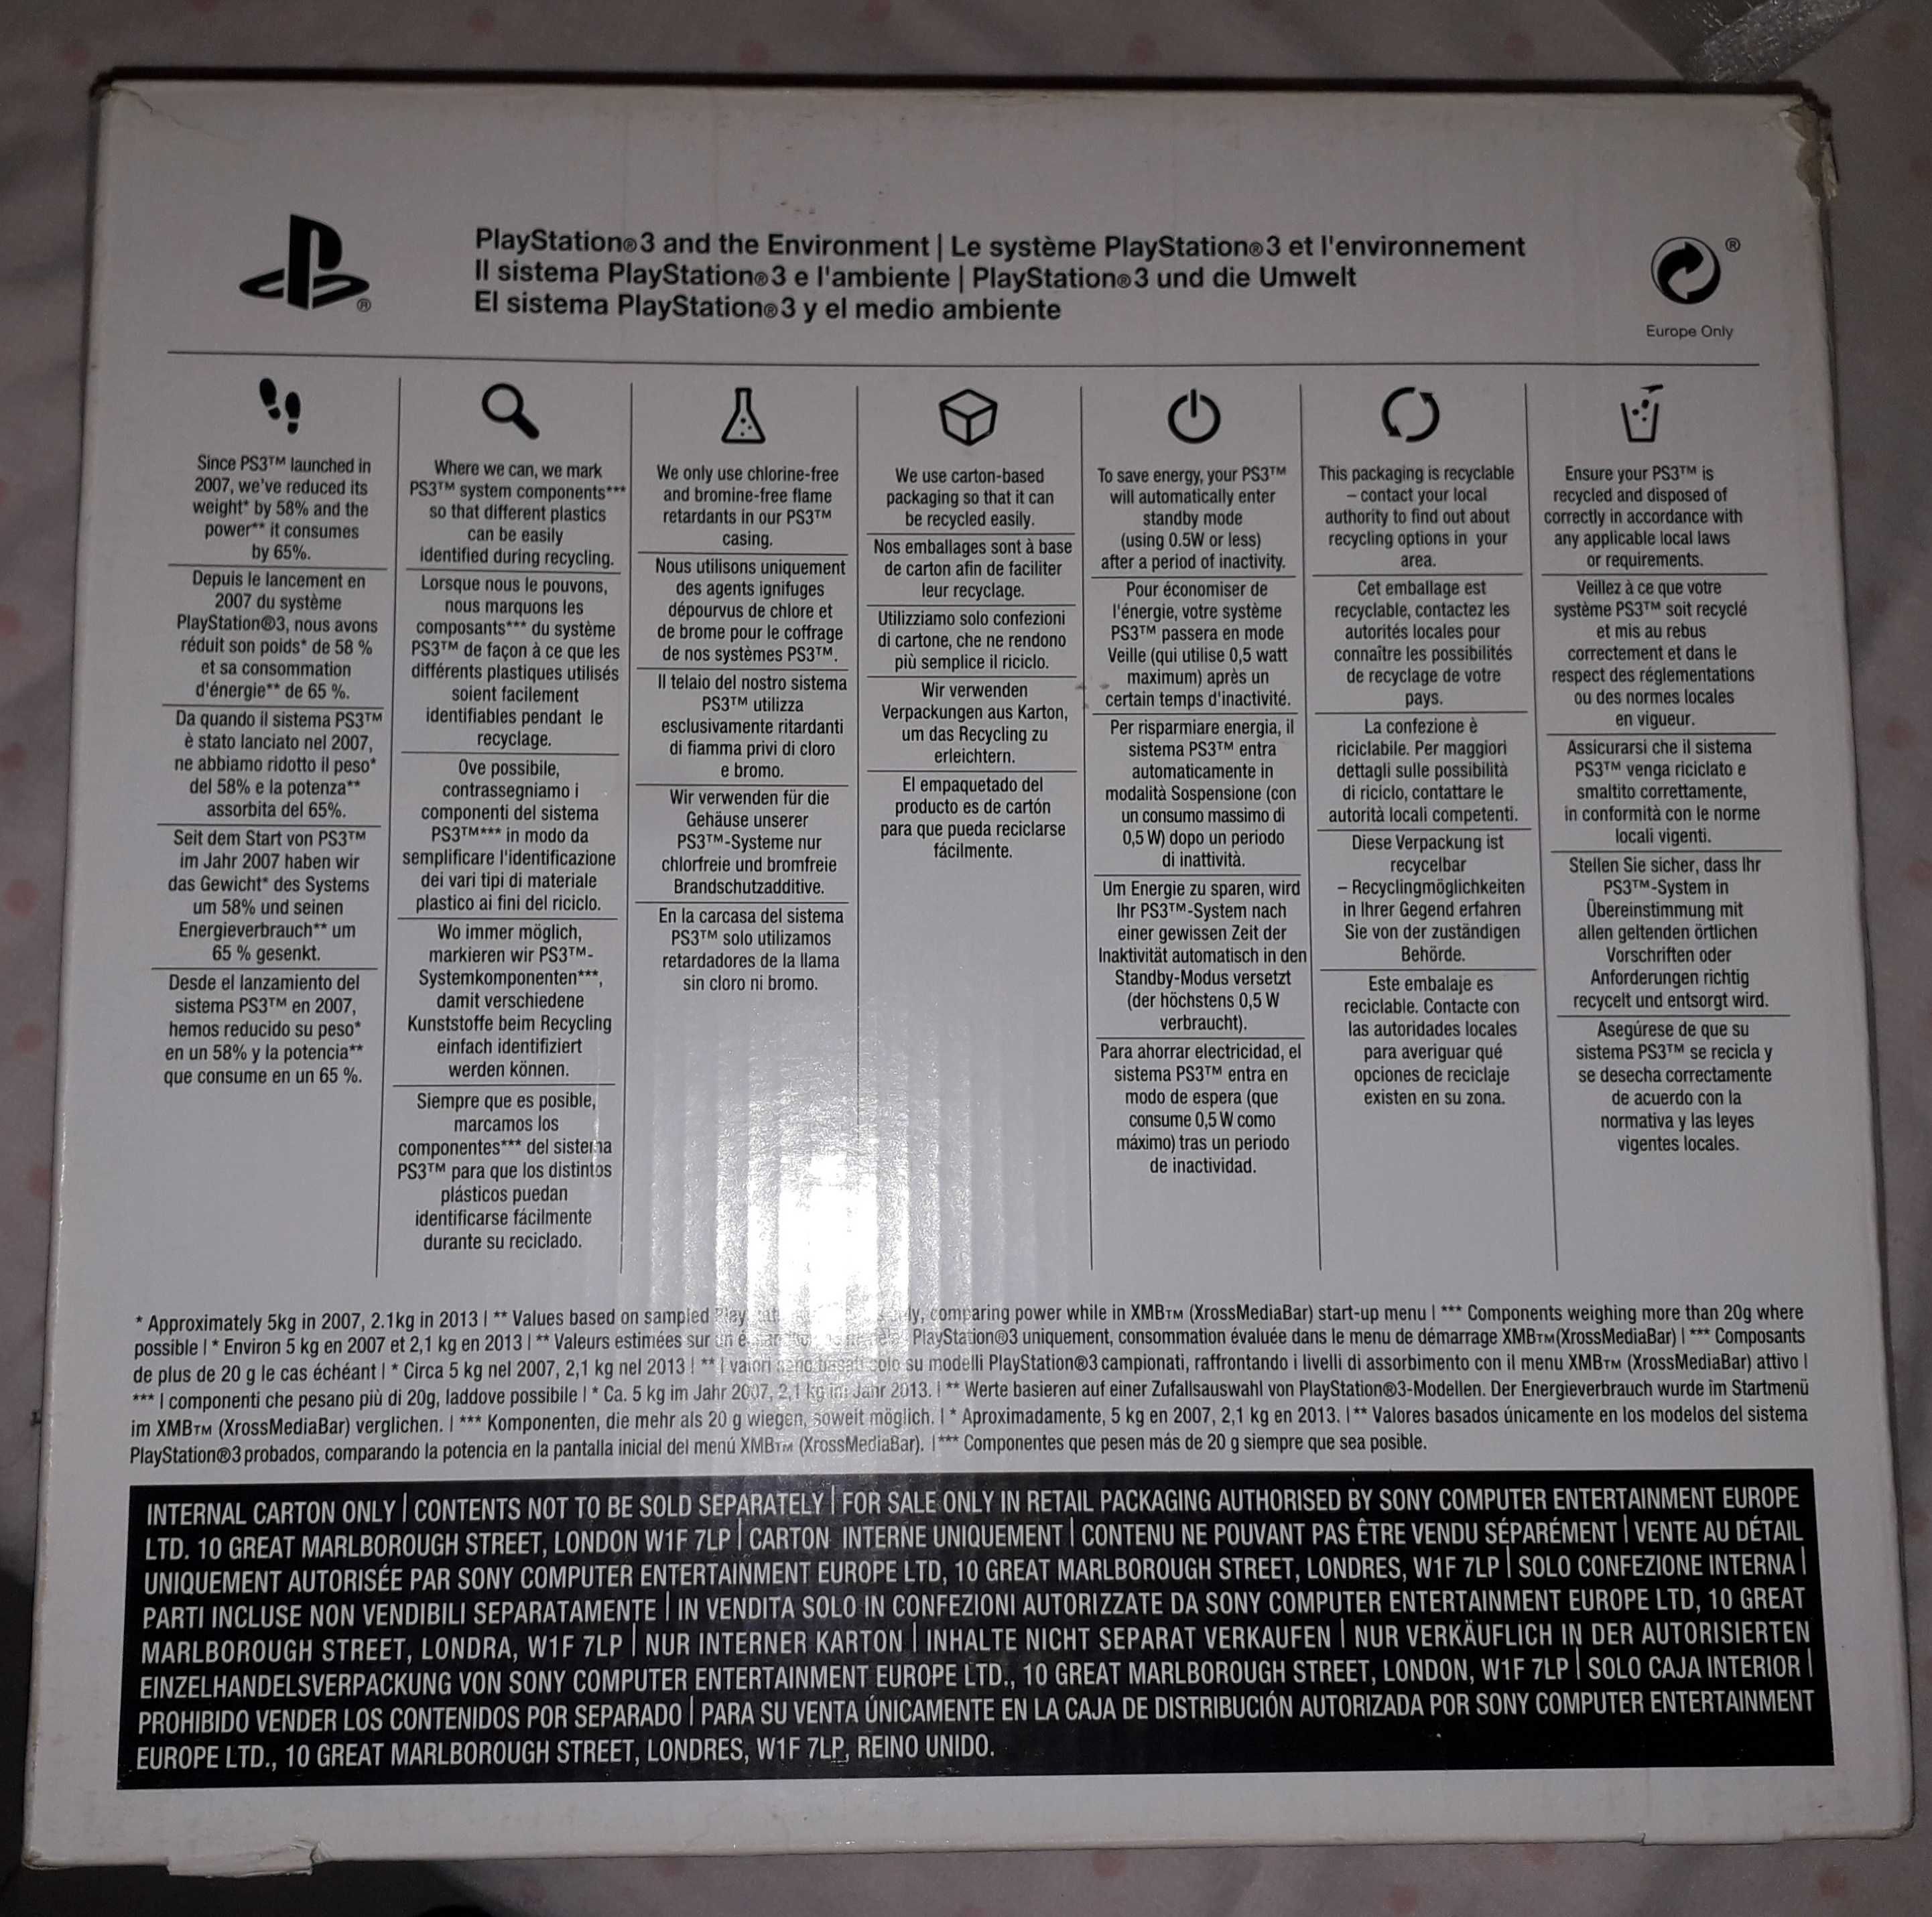 PlayStation®3 and the Environment | Le système PlayStation®3 et l'environnement
Il sistema PlayStation®3 e l'ambiente | PlayStation®3 und die Umwelt
El sistema PlayStation®3 y el medio ambiente
®
®
Europe Only
Since PS3™ launched in
2007, we've reduced its
weight* by 58% and the
power** it consumes
by 65%.
Depuis le lancement en
2007 du système
PlayStation®3, nous avons
réduit son poids* de 58 %
et sa consommation
d'énergie** de 65 %.
Da quando il sistema PS3™
è stato lanciato nel 2007,
ne abbiamo ridotto il peso*
del 58% e la potenza**
assorbita del 65%.
Seit dem Start von PS3™
im Jahr 2007 haben wir
das Gewicht* des Systems
um 58% und seinen
Energieverbrauch** um
65 % gesenkt.
Desde el lanzamiento del
sistema PS3™ en 2007,
hemos reducido su peso*
en un 58% y la potencia**
que consume en un 65 %.
Where we can, we mark
PS3™ system components***
so that different plastics
can be easily
identified during recycling.
Lorsque nous le pouvons,
nous marquons les
composants*** du système
PS3™ de façon à ce que les
différents plastiques utilisés
soient facilement
identifiables pendant le
recyclage.
Ove possibile,
contrassegniamo i
componenti del sistema
PS3™*** in modo da
semplificare l'identificazione
dei vari tipi di materiale
plastico ai fini del riciclo.
Wo immer möglich,
markieren wir PS3™-
Systemkomponenten***,
damit verschiedene
Kunststoffe beim Recycling
einfach identifiziert
werden können.
Siempre que es posible,
marcamos los
componentes*** del sistema
PS3™ para que los distintos
plásticos puedan
identificarse fácilmente
durante su reciclado.
We only use chlorine-free
and bromine-free flame
retardants in our PS3™
casing.
Nous utilisons uniquement
des agents ignifuges
dépourvus de chlore et
de brome pour le coffrage
de nos systèmes PS3™.
Il telaio del nostro sistema
PS3™ utilizza
esclusivamente ritardanti
di fiamma privi di cloro
e bromo.
Wir verwenden für die
Gehäuse unserer
PS3™-Systeme nur
chlorfreie und bromfreie
Brandschutzadditive.
En la carcasa del sistema
PS3™ solo utilizamos
retardadores de la llama
sin cloro ni bromo.
We use carton-based
packaging so that it can
be recycled easily.
Nos emballages sont à base
de carton afin de faciliter
leur recyclage.
Utilizziamo solo confezioni
di cartone, che ne rendono
più semplice il riciclo.
Wir verwenden
Verpackungen aus Karton,
um das Recycling zu
erleichtern.
El empaquetado del
producto es de cartón
para que pueda reciclarse
fácilmente.
To save energy, your PS3™
will automatically enter
standby mode
(using 0.5W or less)
after a period of inactivity.
Pour économiser de
l'énergie, votre système
PS3™ passera en mode
Veille (qui utilise 0,5 watt
maximum) après un
certain temps d'inactivité.
Per risparmiare energia, il
sistema PS3™ entra
automaticamente in
modalità Sospensione (con
un consumo massimo di
0,5 W) dopo un periodo
di inattività.
Um Energie zu sparen, wird
Ihr PS3™-System nach
einer gewissen Zeit der
Inaktivität automatisch in den
Standby-Modus versetzt
(der höchstens 0,5 W
verbraucht).
Para ahorrar electricidad, el
sistema PS3™ entra en
modo de espera (que
consume 0,5 W como
máximo) tras un periodo
de inactividad.
This packaging is recyclable
– contact your local
authority to find out about
recycling options in your
area.
Cet emballage est
recyclable, contactez les
autorités locales pour
connaître les possibilités
de recyclage de votre
pays.
La confezione è
riciclabile. Per maggiori
dettagli sulle possibilità
di riciclo, contattare le
autorità locali competenti.
Diese Verpackung ist
recycelbar
– Recyclingmöglichkeiten
in Ihrer Gegend erfahren
Sie von der zuständigen
Behörde.
Este embalaje es
reciclable. Contacte con
las autoridades locales
para averiguar qué
opciones de reciclaje
existen en su zona.
Ensure your PS3™ is
recycled and disposed of
correctly in accordance with
any applicable local laws
or requirements.
Veillez à ce que votre
système PS3™ soit recyclé
et mis au rebus
correctement et dans le
respect des réglementations
ou des normes locales
en vigueur.
Assicurarsi che il sistema
PS3™ venga riciclato e
smaltito correttamente,
in conformità con le norme
locali vigenti.
Stellen Sie sicher, dass Ihr
PS3™-System in
Übereinstimmung mit
allen geltenden örtlichen
Vorschriften oder
Anforderungen richtig
recycelt und entsorgt wird.
Asegúrese de que su
sistema PS3™ se recicla y
se desecha correctamente
de acuerdo con la
normativa y las leyes
vigentes locales.
* Approximately 5kg in 2007, 2.1kg in 2013 | ** Values based on sampled comparing power while in XMB™ (XrossMediaBar) start-up menu | *** Components weighing more than 20g where
possible | * Environ 5 kg en 2007 et 2,1 kg en 2013 | ** Valeurs estimées sur un PlayStation®3 uniquement, consommation évaluée dans le menu de démarrage XMB™(XrossMediaBar) | *** Composants
de plus de 20 g le cas échéant | * Circa 5 kg nel 2007, 2,1 kg nel 2013 | ** I valori sono basati solo su modelli PlayStation®3 campionati, raffrontando i livelli di assorbimento con il menu XMB™ (XrossMediaBar) attivo |
*** I componenti che pesano più di 20g, laddove possibile | * Ca. 5 kg im Jahr 2007, 2,1 kg im Jahr 2013. | ** Werte basieren auf einer Zufallsauswahl von PlayStation®3-Modellen. Der Energieverbrauch wurde im Startmenü
im XMB™ (XrossMediaBar) verglichen. | *** Komponenten, die mehr als 20 g wiegen, soweit möglich. | * Aproximadamente, 5 kg en 2007, 2,1 kg en 2013. | ** Valores basados únicamente en los modelos del sistema
PlayStation®3 probados, comparando la potencia en la pantalla inicial del menú XMB™ (XrossMediaBar). | *** Componentes que pesen más de 20 g siempre que sea posible.
INTERNAL CARTON ONLY | CONTENTS NOT TO BE SOLD SEPARATELY | FOR SALE ONLY IN RETAIL PACKAGING AUTHORISED BY SONY COMPUTER ENTERTAINMENT EUROPE
LTD. 10 GREAT MARLBOROUGH STREET, LONDON W1F 7LP | CARTON INTERNE UNIQUEMENT | CONTENU NE POUVANT PAS ÊTRE VENDU SÉPARÉMENT | VENTE AU DÉTAIL
UNIQUEMENT AUTORISÉE PAR SONY COMPUTER ENTERTAINMENT EUROPE LTD, 10 GREAT MARLBOROUGH STREET, LONDRES, W1F 7LP | SOLO CONFEZIONE INTERNA |
PARTI INCLUSE NON VENDIBILI SEPARATAMENTE | IN VENDITA SOLO IN CONFEZIONI AUTORIZZATE DA SONY COMPUTER ENTERTAINMENT EUROPE LTD, 10 GREAT
MARLBOROUGH STREET, LONDRA, W1F 7LP | NUR INTERNER KARTON | INHALTE NICHT SEPARAT VERKAUFEN | NUR VERKÄUFLICH IN DER AUTORISIERTEN
EINZELHANDELSVERPACKUNG VON SONY COMPUTER ENTERTAINMENT EUROPE LTD., 10 GREAT MARLBOROUGH STREET, LONDON, W1F 7LP | SOLO CAJA INTERIOR |
PROHIBIDO VENDER LOS CONTENIDOS POR SEPARADO | PARA SU VENTA ÚNICAMENTE EN LA CAJA DE DISTRIBUCIÓN AUTORIZADA POR SONY COMPUTER ENTERTAINMENT
EUROPE LTD., 10 GREAT MARLBOROUGH STREET, LONDRES, W1F 7LP, REINO UNIDO.